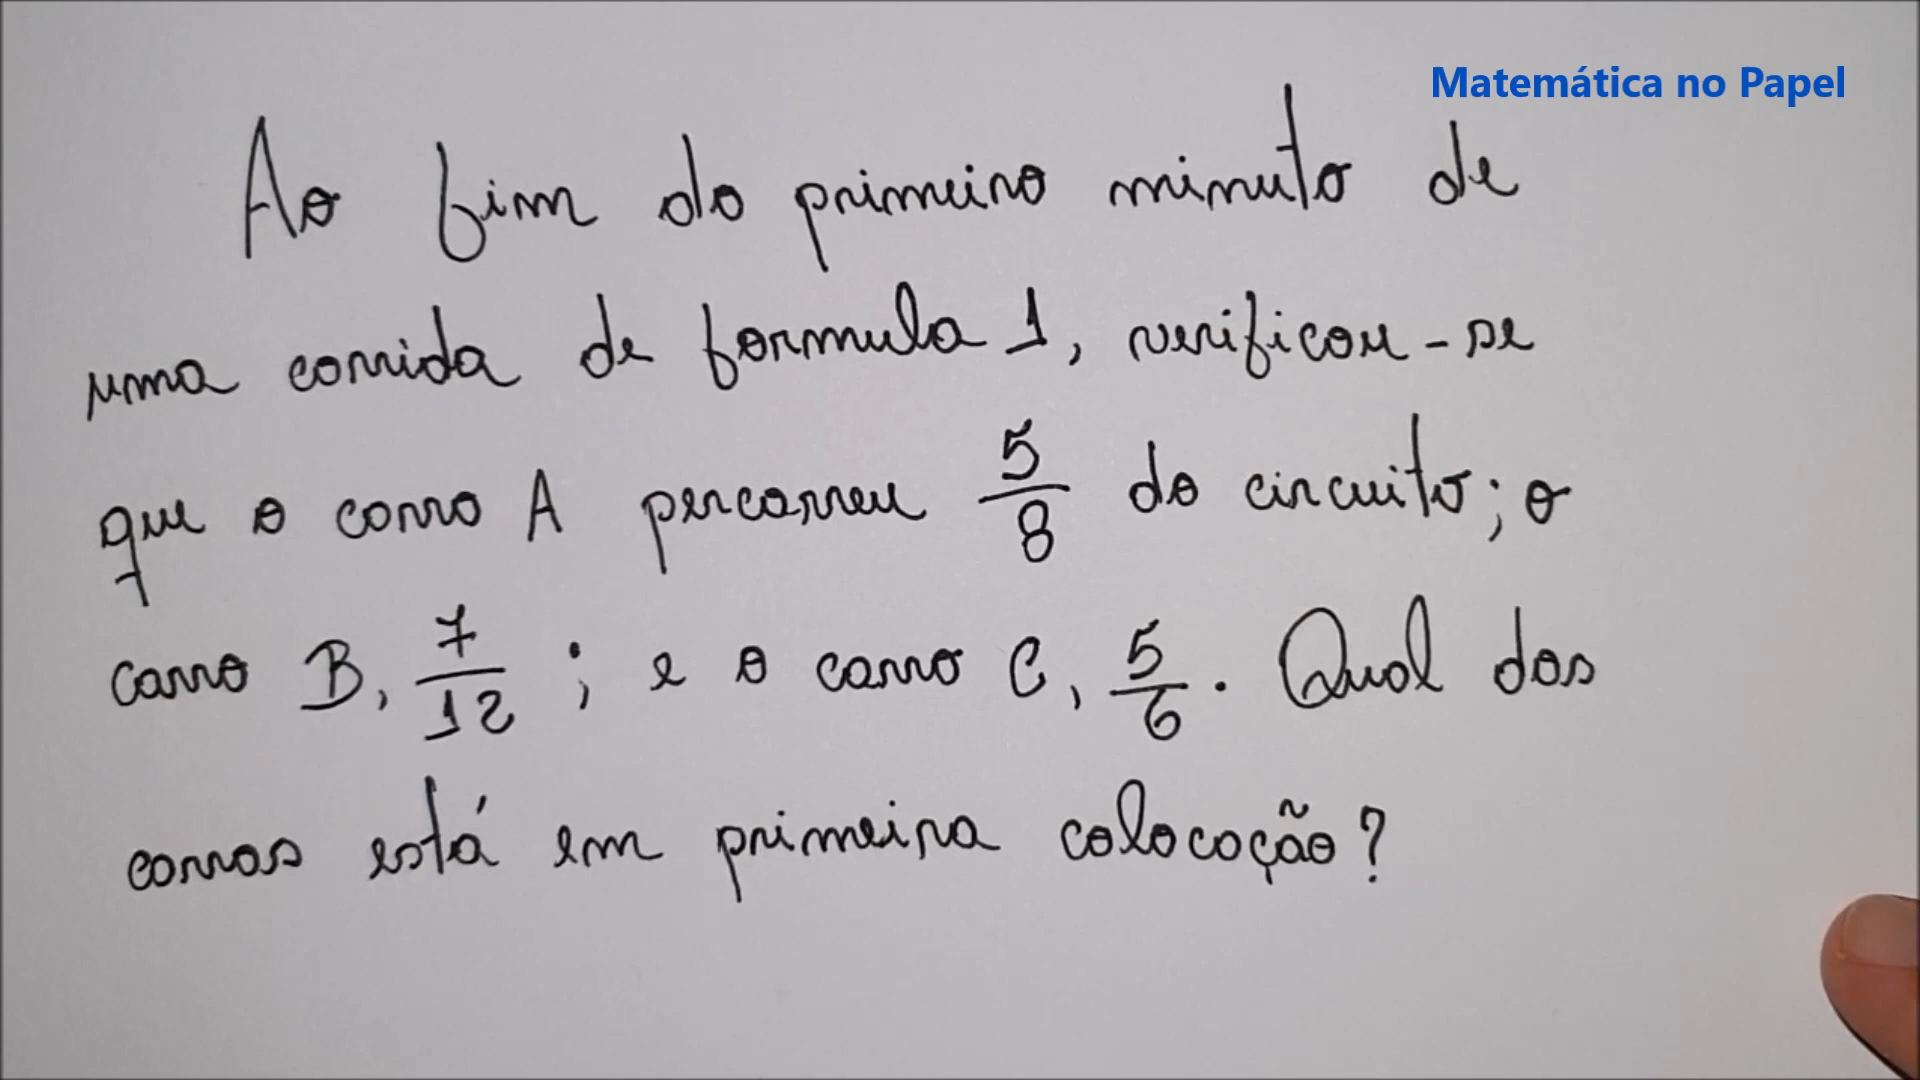 Matemática no Papel
Ao fim do primeiro minuto de
uma corrida de formula 1, verificou-se
que o carro A percorreu 5/8 do circuito; o
carro B, 7/12 ; e o carro C, 5/6. Qual dos
carros está em primeira colocação?